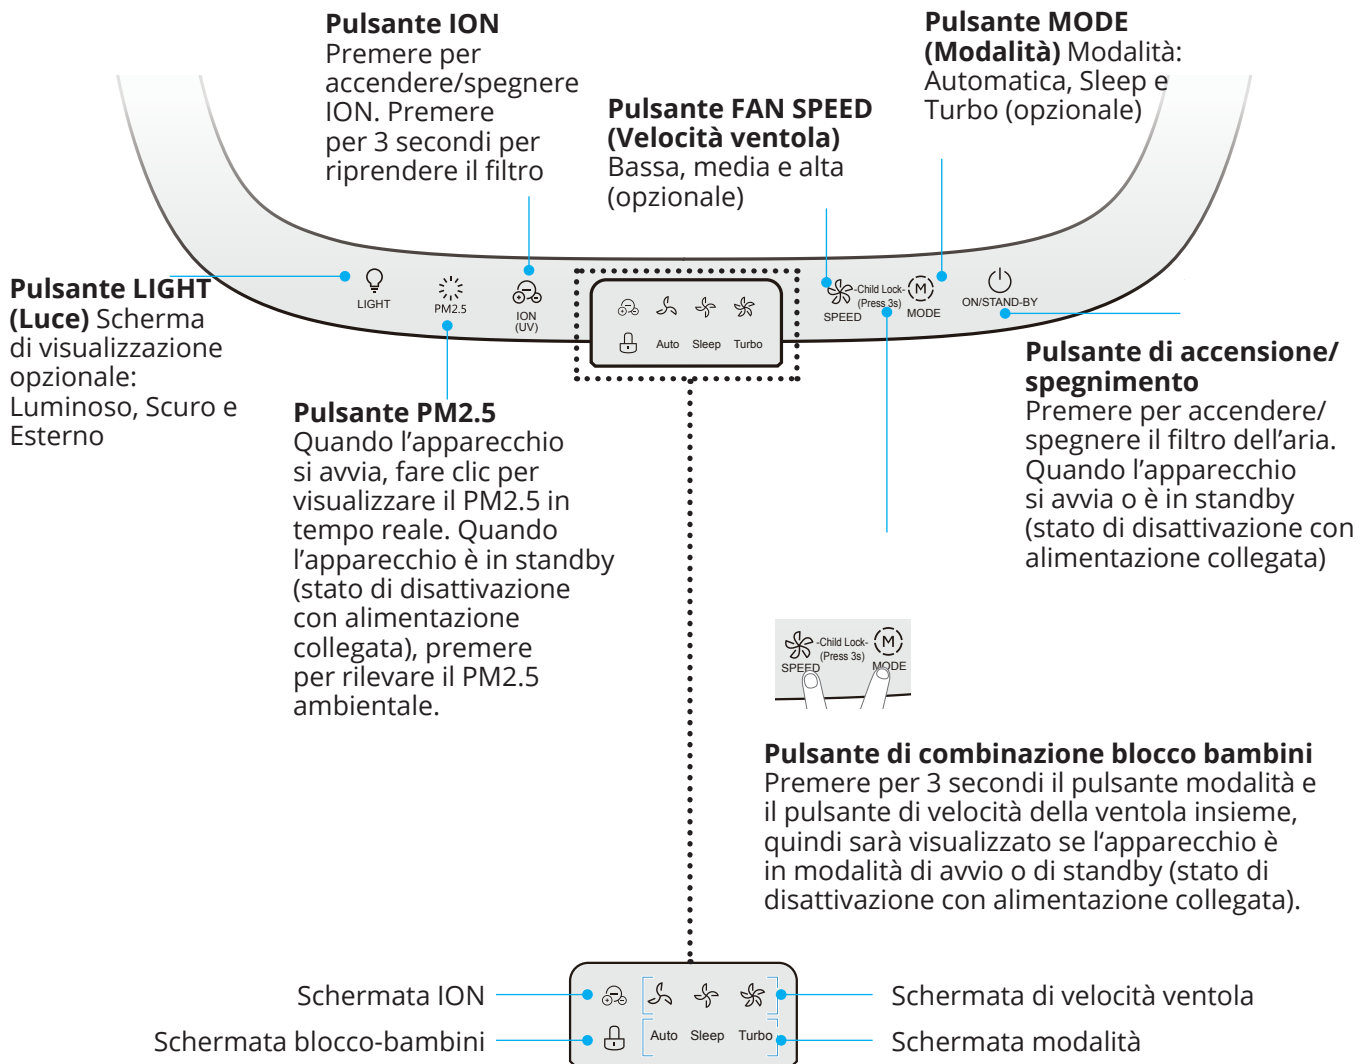 Pulsante ION
Premere per
accendere/spegnere
ION. Premere
per 3 secondi per
riprendere il filtro
Pulsante FAN SPEED
(Velocità ventola)
Bassa, media e alta
(opzionale)
Pulsante MODE
(Modalità) Modalità:
Automatica, Sleep e
Turbo (opzionale)
Pulsante LIGHT
(Luce) Scherma
di visualizzazione
opzionale:
Luminoso, Scuro e
Esterno
LIGHT
PM2.5
ION
(UV)
Auto Sleep Turbo
SPEED
-Child Lock-
(Press 3s)
M
MODE
ON/STAND-BY
Pulsante PM2.5
Quando l’apparecchio
si avvia, fare clic per
visualizzare il PM2.5 in
tempo reale. Quando
l’apparecchio è in standby
(stato di disattivazione
con alimentazione
collegata), premere
per rilevare il PM2.5
ambientale.
Pulsante di accensione/
spegnimento
Premere per accendere/
spegnere il filtro dell’aria.
Quando l’apparecchio
si avvia o è in standby
(stato di disattivazione con
alimentazione collegata)
SPEED
-Child Lock-
(Press 3s)
M
MODE
Pulsante di combinazione blocco bambini
Premere per 3 secondi il pulsante modalità e
il pulsante di velocità della ventola insieme,
quindi sarà visualizzato se l‘apparecchio è
in modalità di avvio o di standby (stato di
disattivazione con alimentazione collegata).
Schermata ION
Schermata blocco-bambini
Auto Sleep Turbo
Schermata di velocità ventola
Schermata modalità